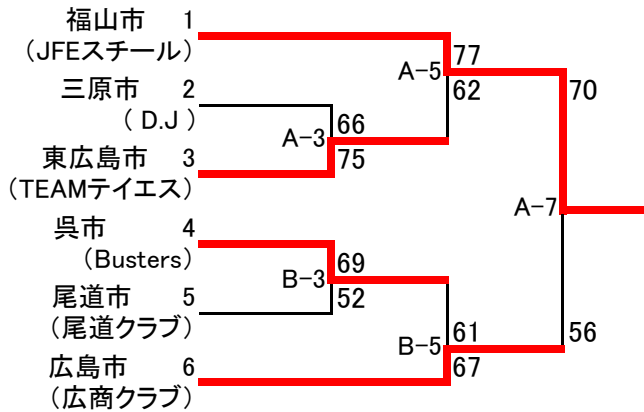 福山市 1
(JFEスチール)
77
A-5
62
70
三原市 2
( D.J )
66
A-3
75
東広島市 3
(TEAMテイエス)
A-7
呉市 4
(Busters)
69
B-3
52
尾道市 5
(尾道クラブ)
61
B-5
67
56
広島市 6
(広商クラブ)